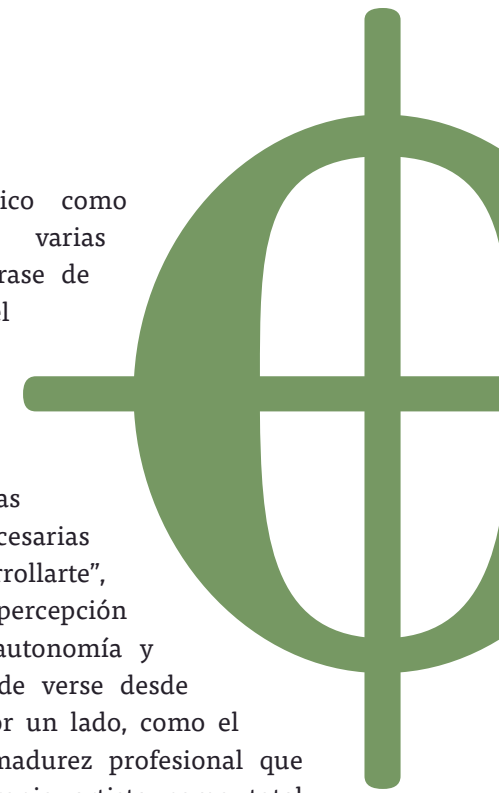 ico como
varias
rase de
el
as
cesarias
rrollarte”,
percepción
autonomía y
de verse desde
or un lado, como el
madurez profesional que